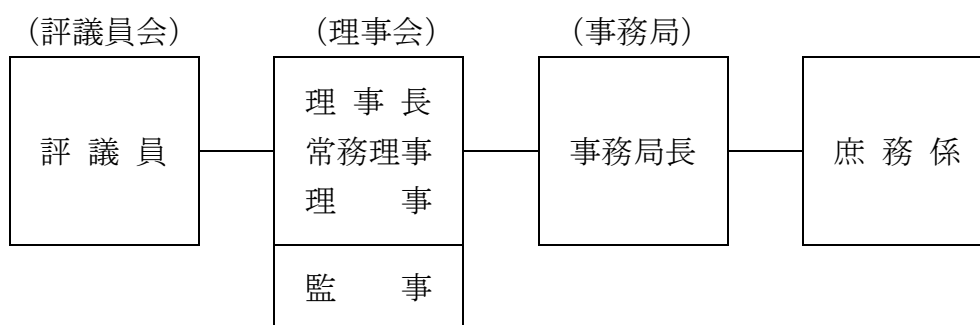 （評議員会）
（理事会）
（事務局）
評 議 員
理 事 長
常務理事
理　　事
監　　事
事務局長
庶 務 係